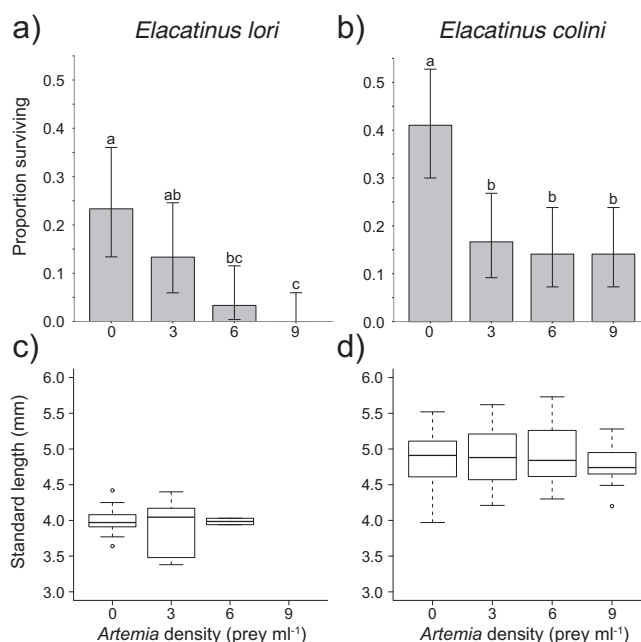 a) Elacatinus lori
b) Elacatinus colini
Proportion surviving
0.5
0.4
0.3
0.2
0.1
0.0
a
ab
bc
c
0 3 6 9
0.5
0.4
0.3
0.2
0.1
0.0
a
b
b
b
0 3 6 9
c)
Standard length (mm)
6.0
5.5
5.0
4.5
4.0
3.5
3.0
0 3 6 9
Artemia density (prey ml-1)
d)
6.0
5.5
5.0
4.5
4.0
3.5
3.0
0 3 6 9
Artemia density (prey ml-1)